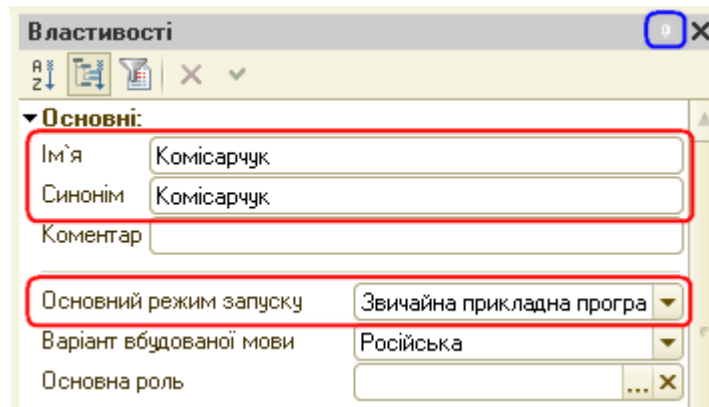 Властивості
Основні:
Ім`я Комісарчук
Синонім Комісарчук
Коментар
Основний режим запуску Звичайна прикладна програ
Варіант вбудованої мови Російська
Основна роль ...